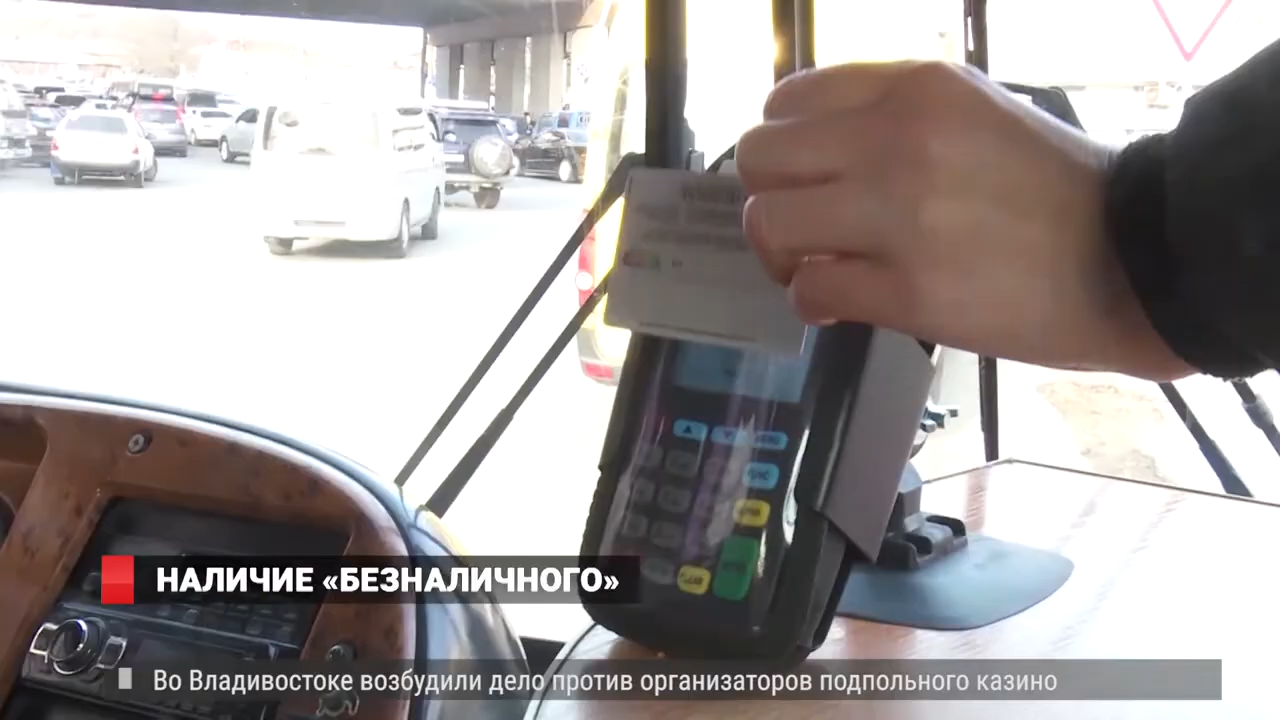 НАЛИЧИЕ «БЕЗНАЛИЧНОГО»
Во Владивостоке возбудили дело против организаторов подпольного казино